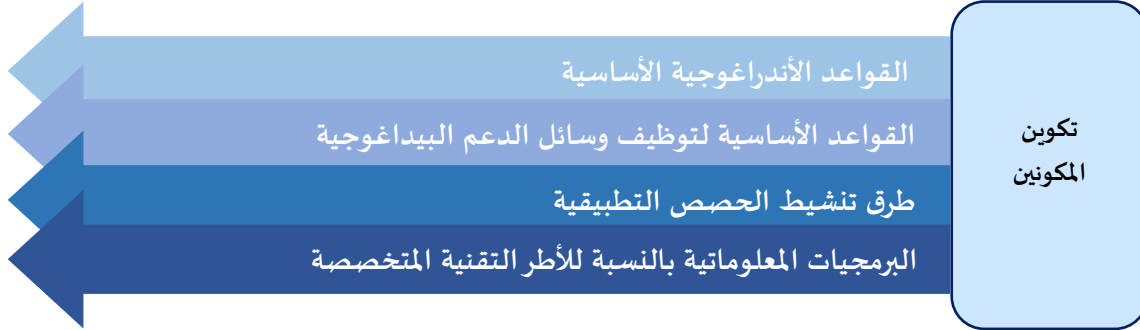 تكوين
المكونين
القواعد الأندراغوجية الأساسية
القواعد الأساسية لتوظيف وسائل الدعم البيداغوجية
طرق تنشيط الحصص التطبيقية
البرمجيات المعلوماتية بالنسبة للأطر التقنية المتخصصة